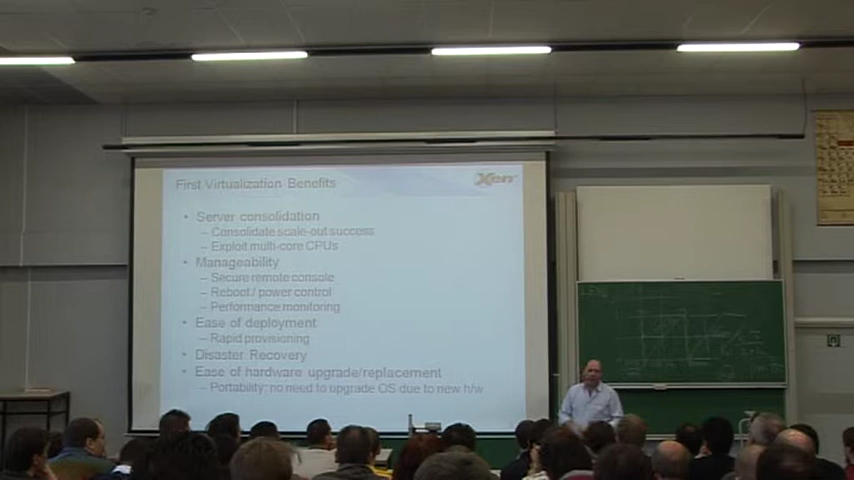 First Virtualization Benefits
Xen
• Server consolidation
– Consolidate scale-out success
– Exploit multi-core CPUs
• Manageability
– Secure remote console
– Reboot / power control
– Performance monitoring
• Ease of deployment
– Rapid provisioning
• Disaster Recovery
• Ease of hardware upgrade/replacement
– Portability: no need to upgrade OS due to new h/w